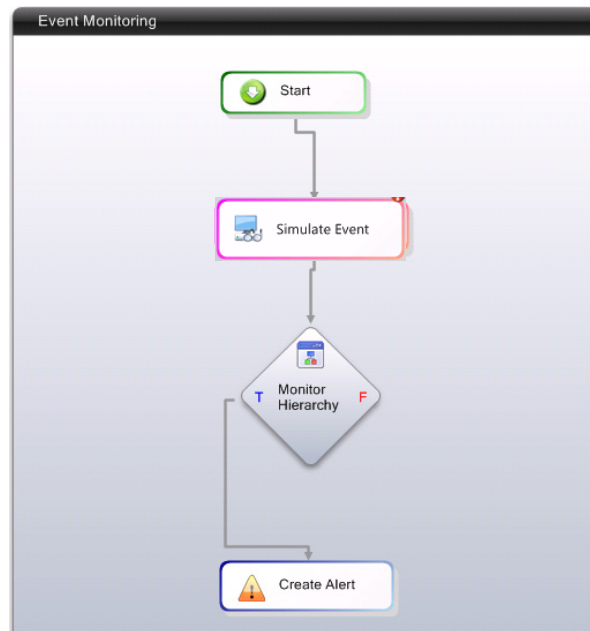 Event Monitoring
Start
Simulate Event
Monitor
T
Hierarchy
F
Create Alert